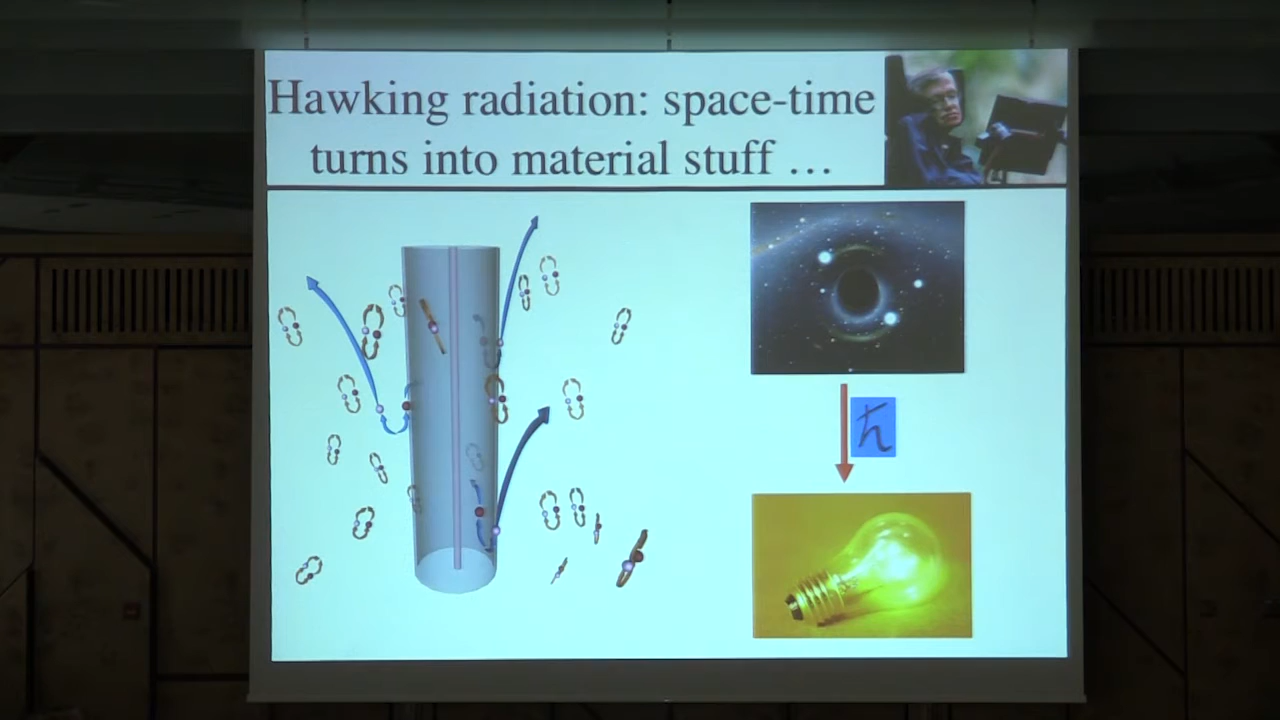 Hawking radiation: space-time
turns into material stuff …
ℏ